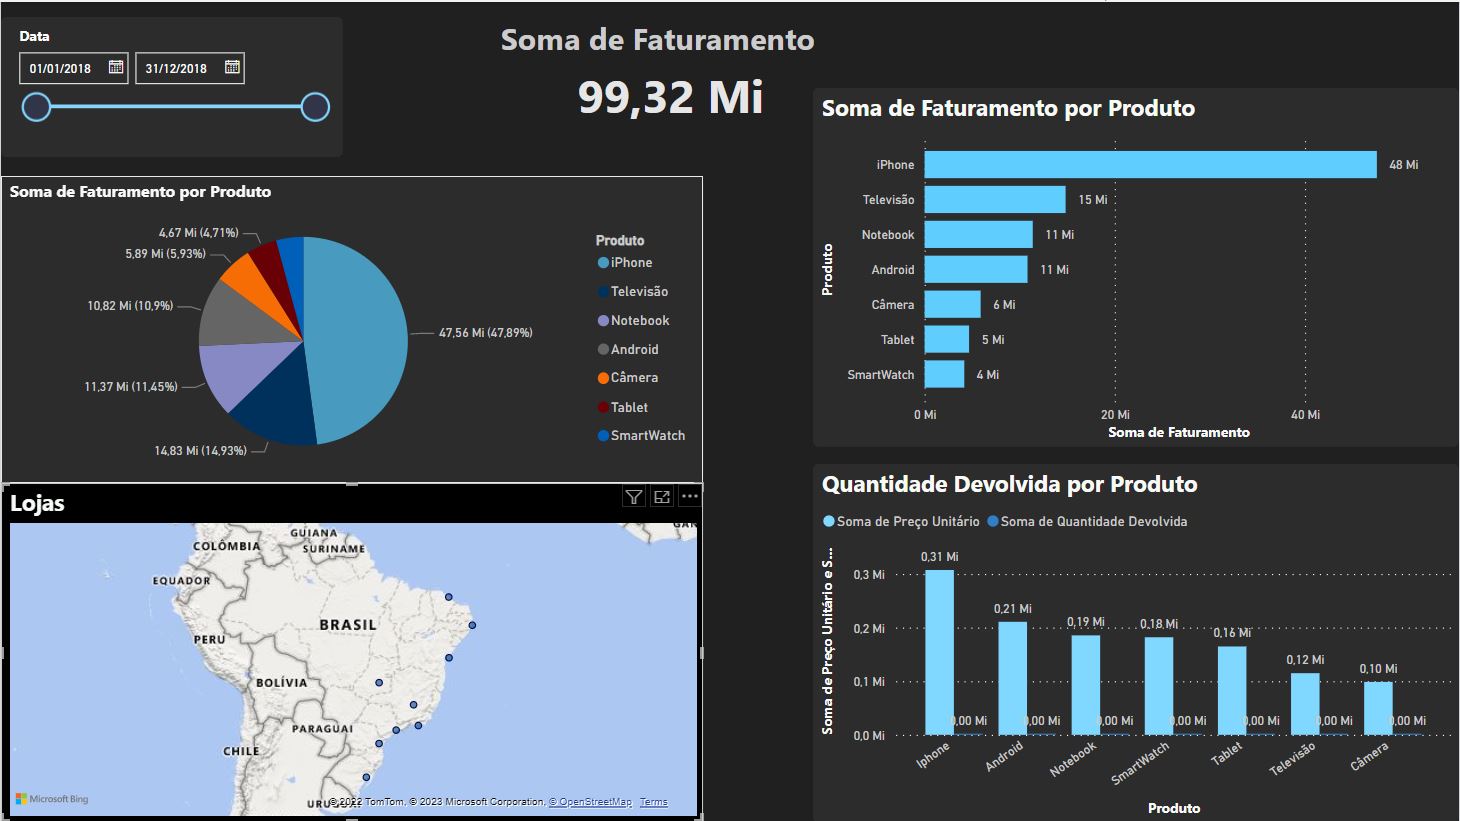 Data
01/01/2018
31/12/2018
Soma de Faturamento
99,32 Mi
Soma de Faturamento por Produto
4,67 Mi (4,71%)
5,89 Mi (5,93%)
10,82 Mi (10,9%)
11,37 Mi (11,45%)
14,83 Mi (14,93%)
47,56 Mi (47,89%)
Produto
iPhone
Televisão
Notebook
Android
Câmera
Tablet
SmartWatch
Soma de Faturamento por Produto
Produto
iPhone 48 Mi
Televisão 15 Mi
Notebook 11 Mi
Android 11 Mi
Câmera 6 Mi
Tablet 5 Mi
SmartWatch 4 Mi
0 Mi 20 Mi 40 Mi
Soma de Faturamento
Lojas
GUIANA
COLÔMBIA
SURINAME
EQUADOR
BRASIL
PERU
BOLÍVIA
PARAGUAI
CHILE
Microsoft Bing
© 2022 TomTom, © 2023 Microsoft Corporation, © OpenStreetMap Terms
Quantidade Devolvida por Produto
Soma de Preço Unitário Soma de Quantidade Devolvida
Soma de Preço Unitário e S...
0,3 Mi
0,2 Mi
0,1 Mi
0,0 Mi
0,31 Mi
0,21 Mi
0,19 Mi
0,18 Mi
0,16 Mi
0,12 Mi
0,10 Mi
0,00 Mi 0,00 Mi 0,00 Mi 0,00 Mi 0,00 Mi 0,00 Mi 0,00 Mi
Iphone Android Notebook SmartWatch Tablet Televisão Câmera
Produto